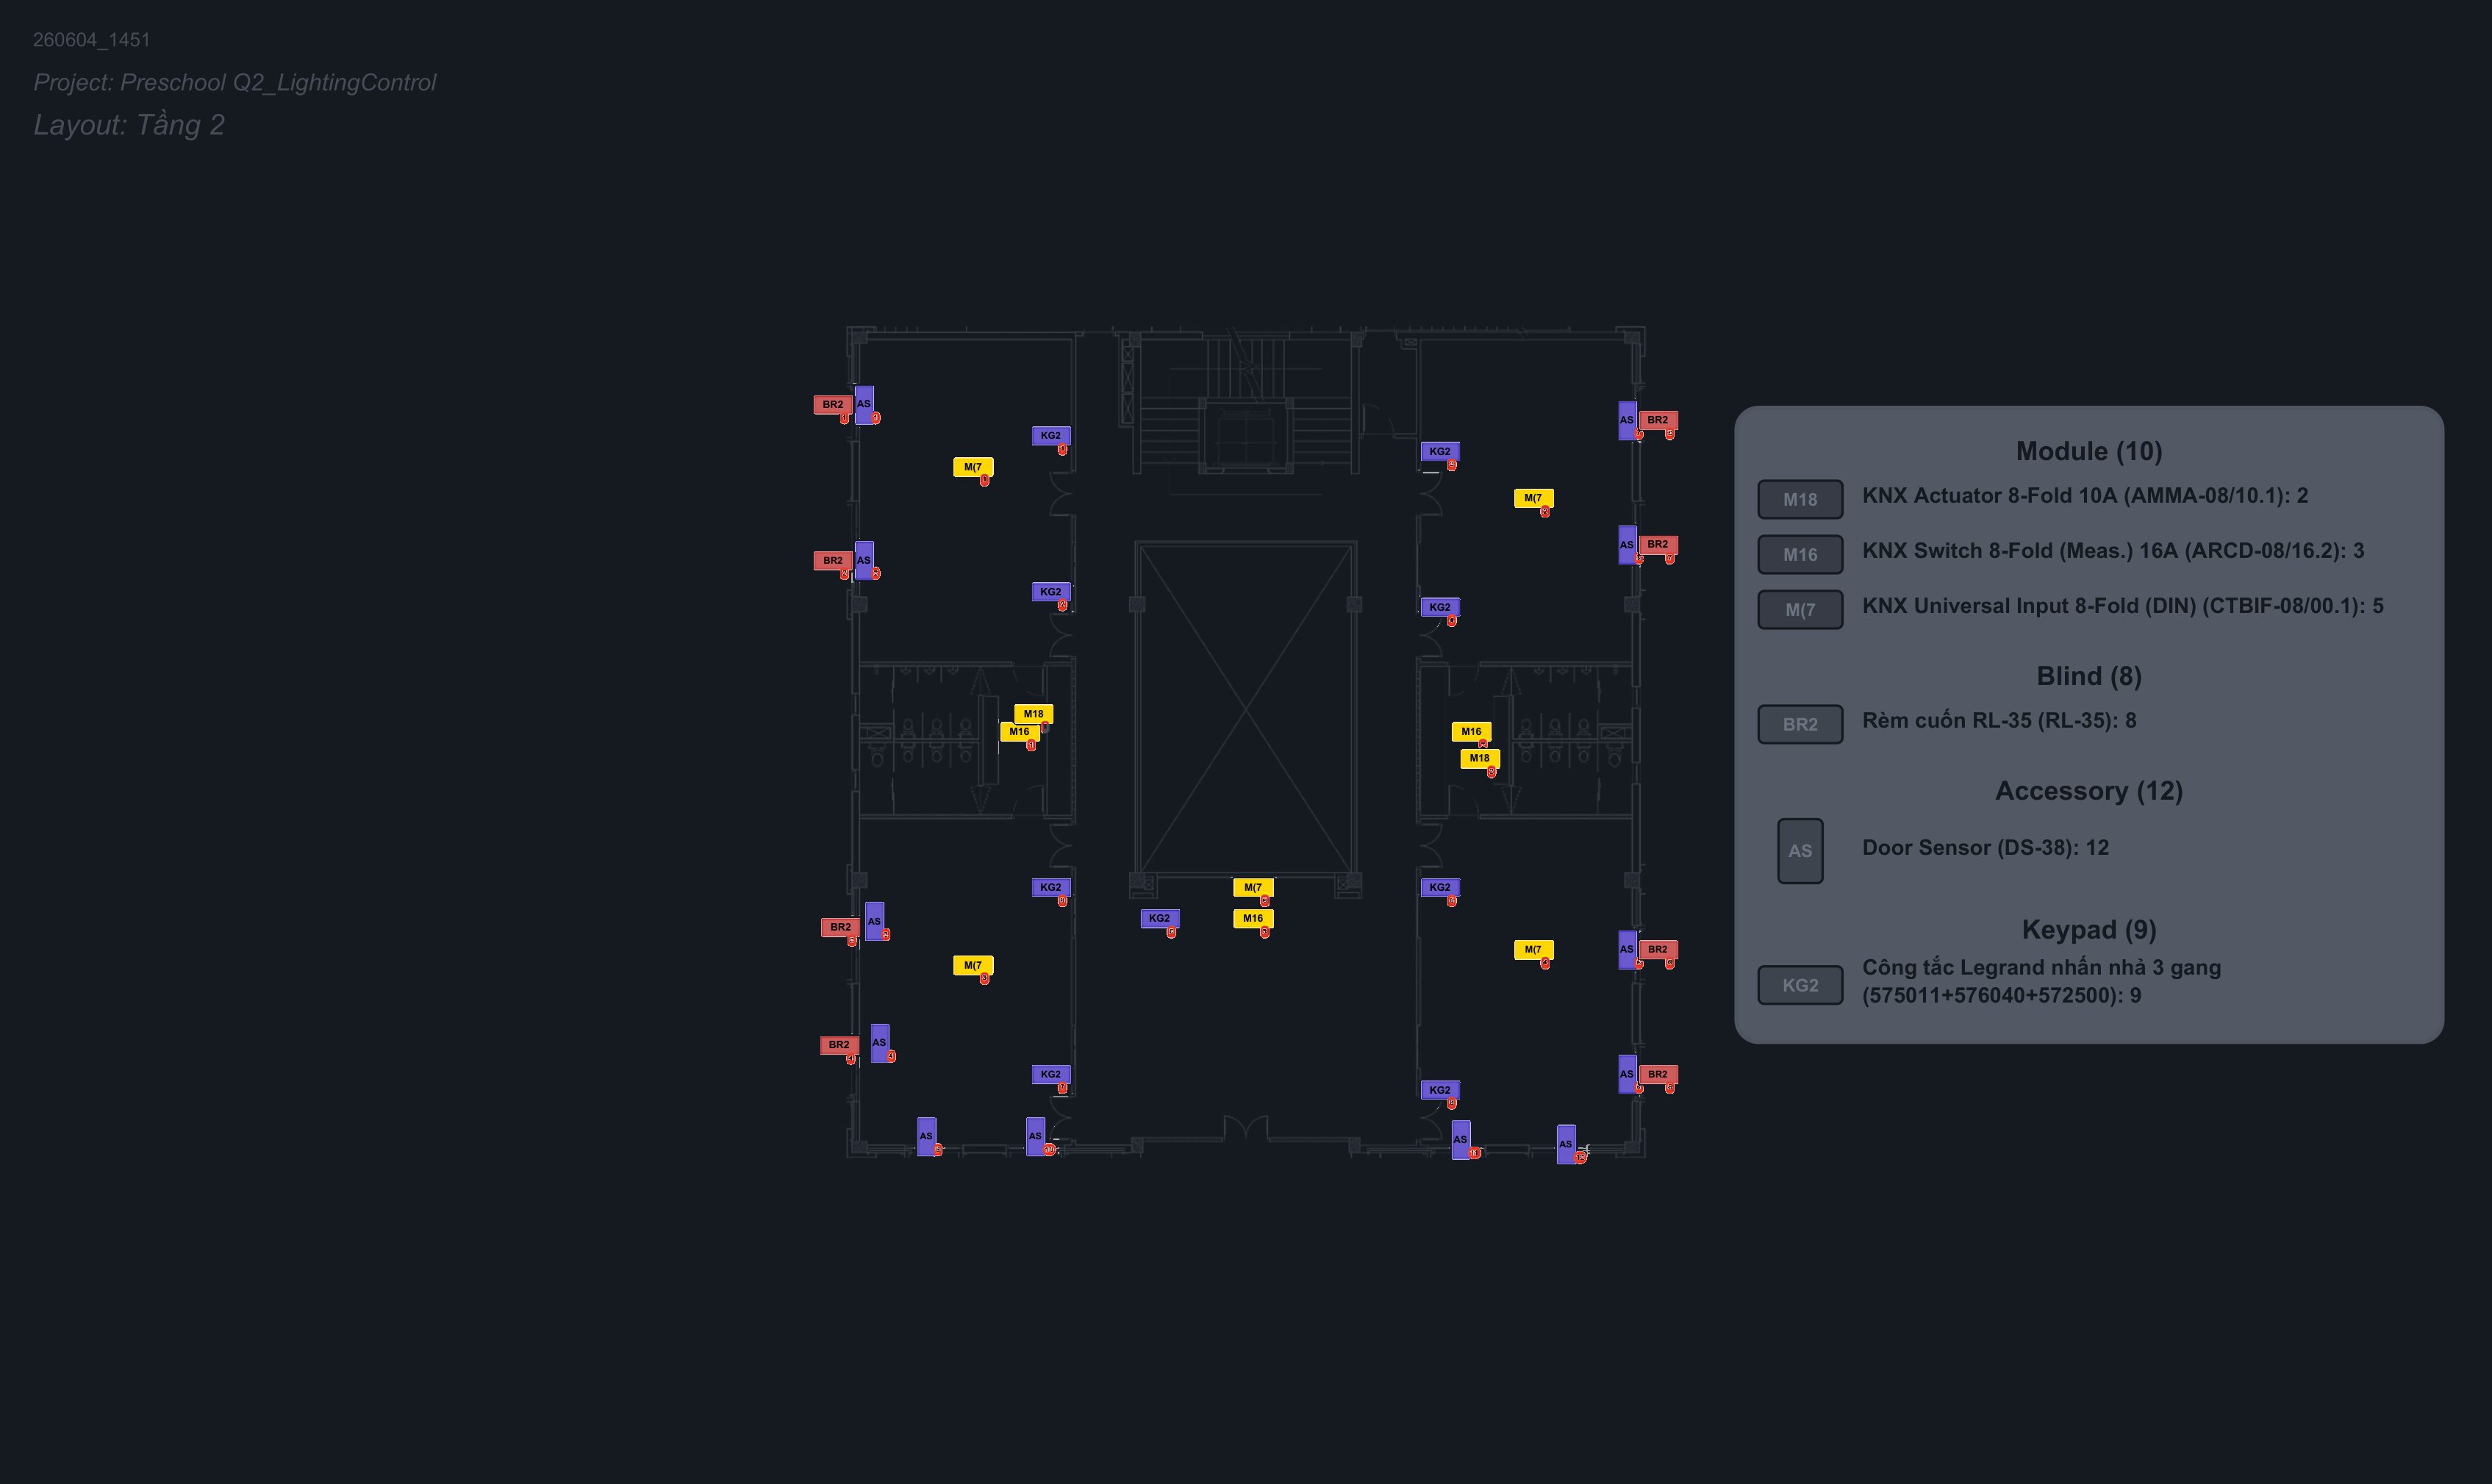 260604_1451
Project: Preschool Q2_LightingControl
Layout: Tầng 2
BR2
AS
AS
BR2
KG2
KG2
M(7
M(7
BR2
AS
AS
BR2
KG2
KG2
M18
M16
M16
M18
KG2
M(7
KG2
AS
BR2
KG2
M16
M(7
M(7
AS
BR2
BR2
AS
KG2
AS
BR2
KG2
AS
AS
AS
AS
Module (10)
M18
KNX Actuator 8-Fold 10A (AMMA-08/10.1): 2
M16
KNX Switch 8-Fold (Meas.) 16A (ARCD-08/16.2): 3
M(7
KNX Universal Input 8-Fold (DIN) (CTBIF-08/00.1): 5
Blind (8)
BR2
Rèm cuốn RL-35 (RL-35): 8
Accessory (12)
AS
Door Sensor (DS-38): 12
Keypad (9)
KG2
Công tắc Legrand nhấn nhả 3 gang
(575011+576040+572500): 9